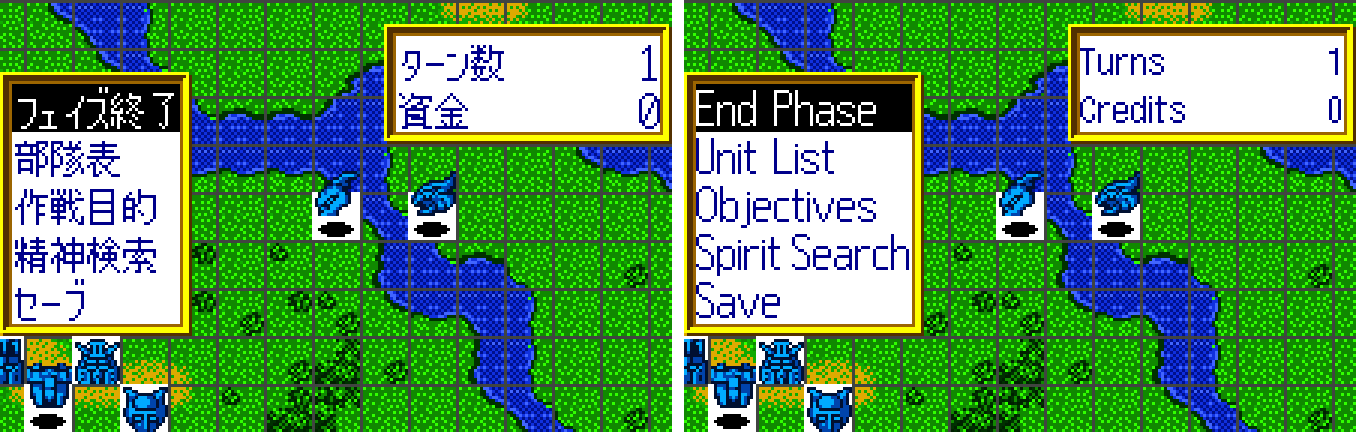 ターン数 1
資金 0
フェイズ終了
部隊表
作戦目的
精神検索
セーブ
Turns 1
Credits 0
End Phase
Unit List
Objectives
Spirit Search
Save